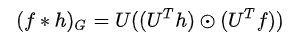 (f ∗ h)_G = U((U^T h) ⊙ (U^T f))